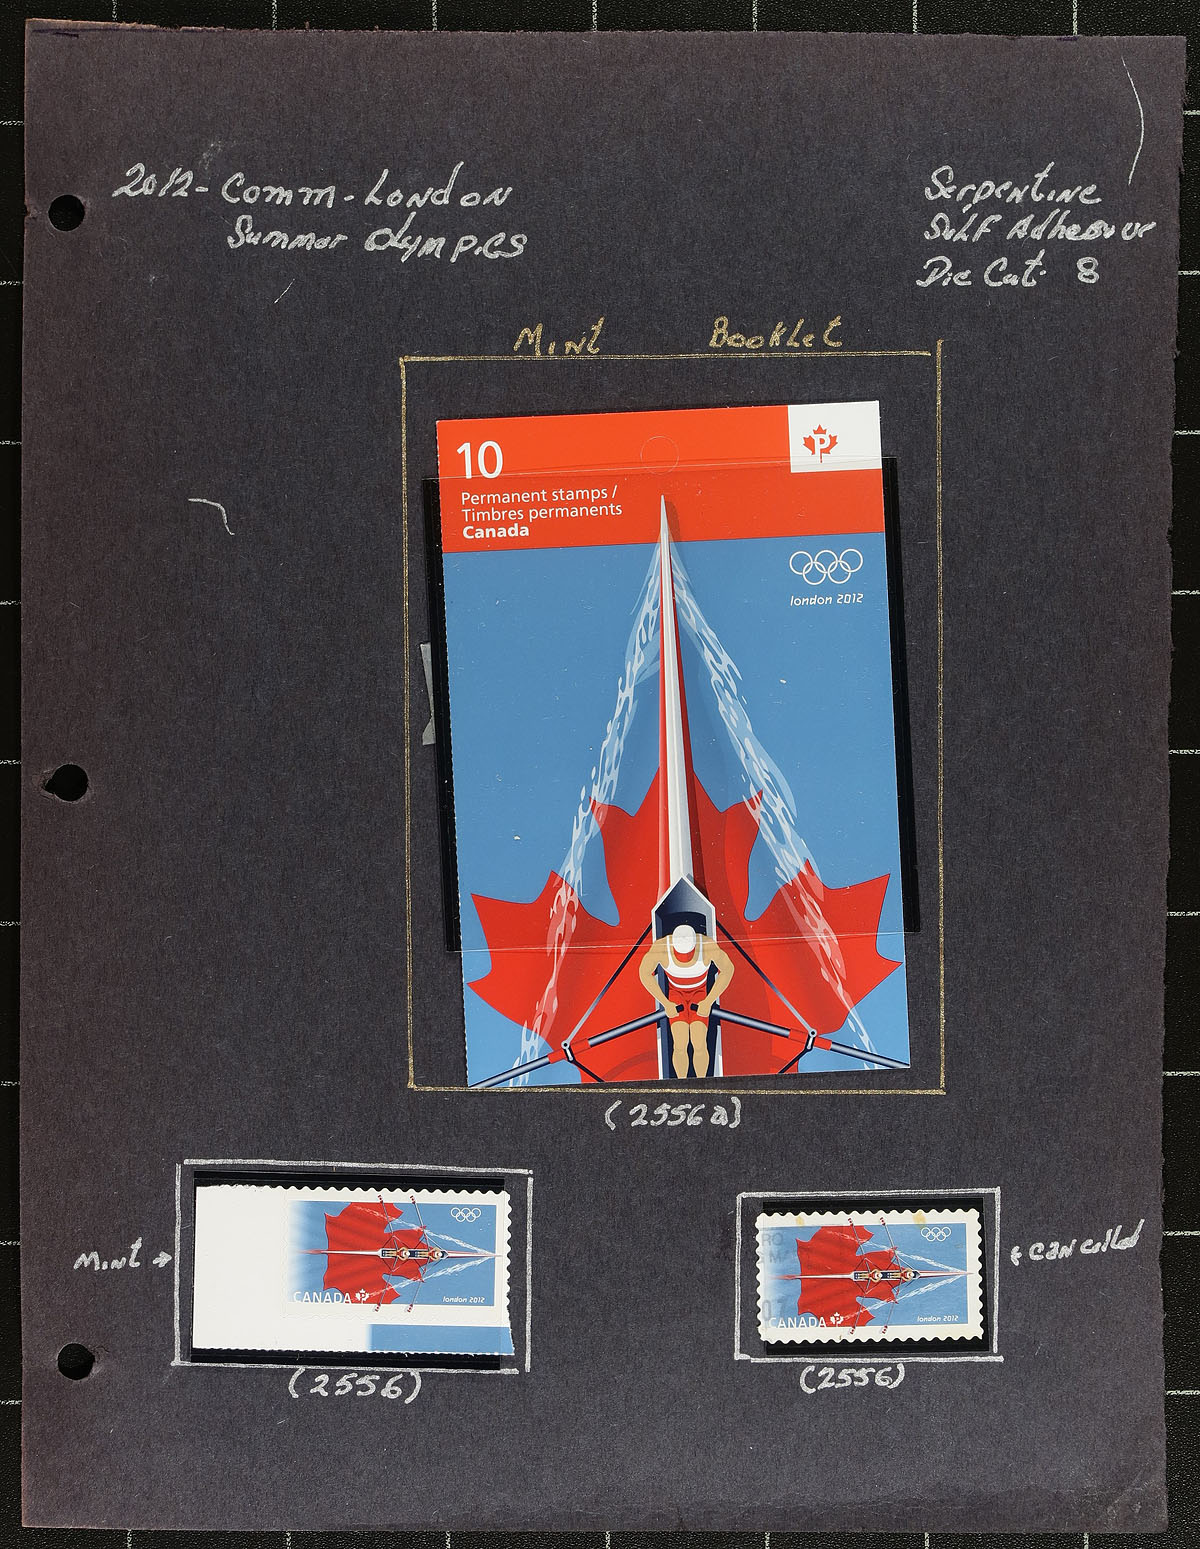 2012- Comm. London
Summer Olympics
Serpentine
Self Adhesive
Die Cut: 8
Mint Booklet
10
P
Permanent stamps /
Timbres permanents
Canada
london 2012
(2556a)
Mint →
CANADA P
london 2012
(2556)
CANADA P
london 2012
← cancelled
(2556)